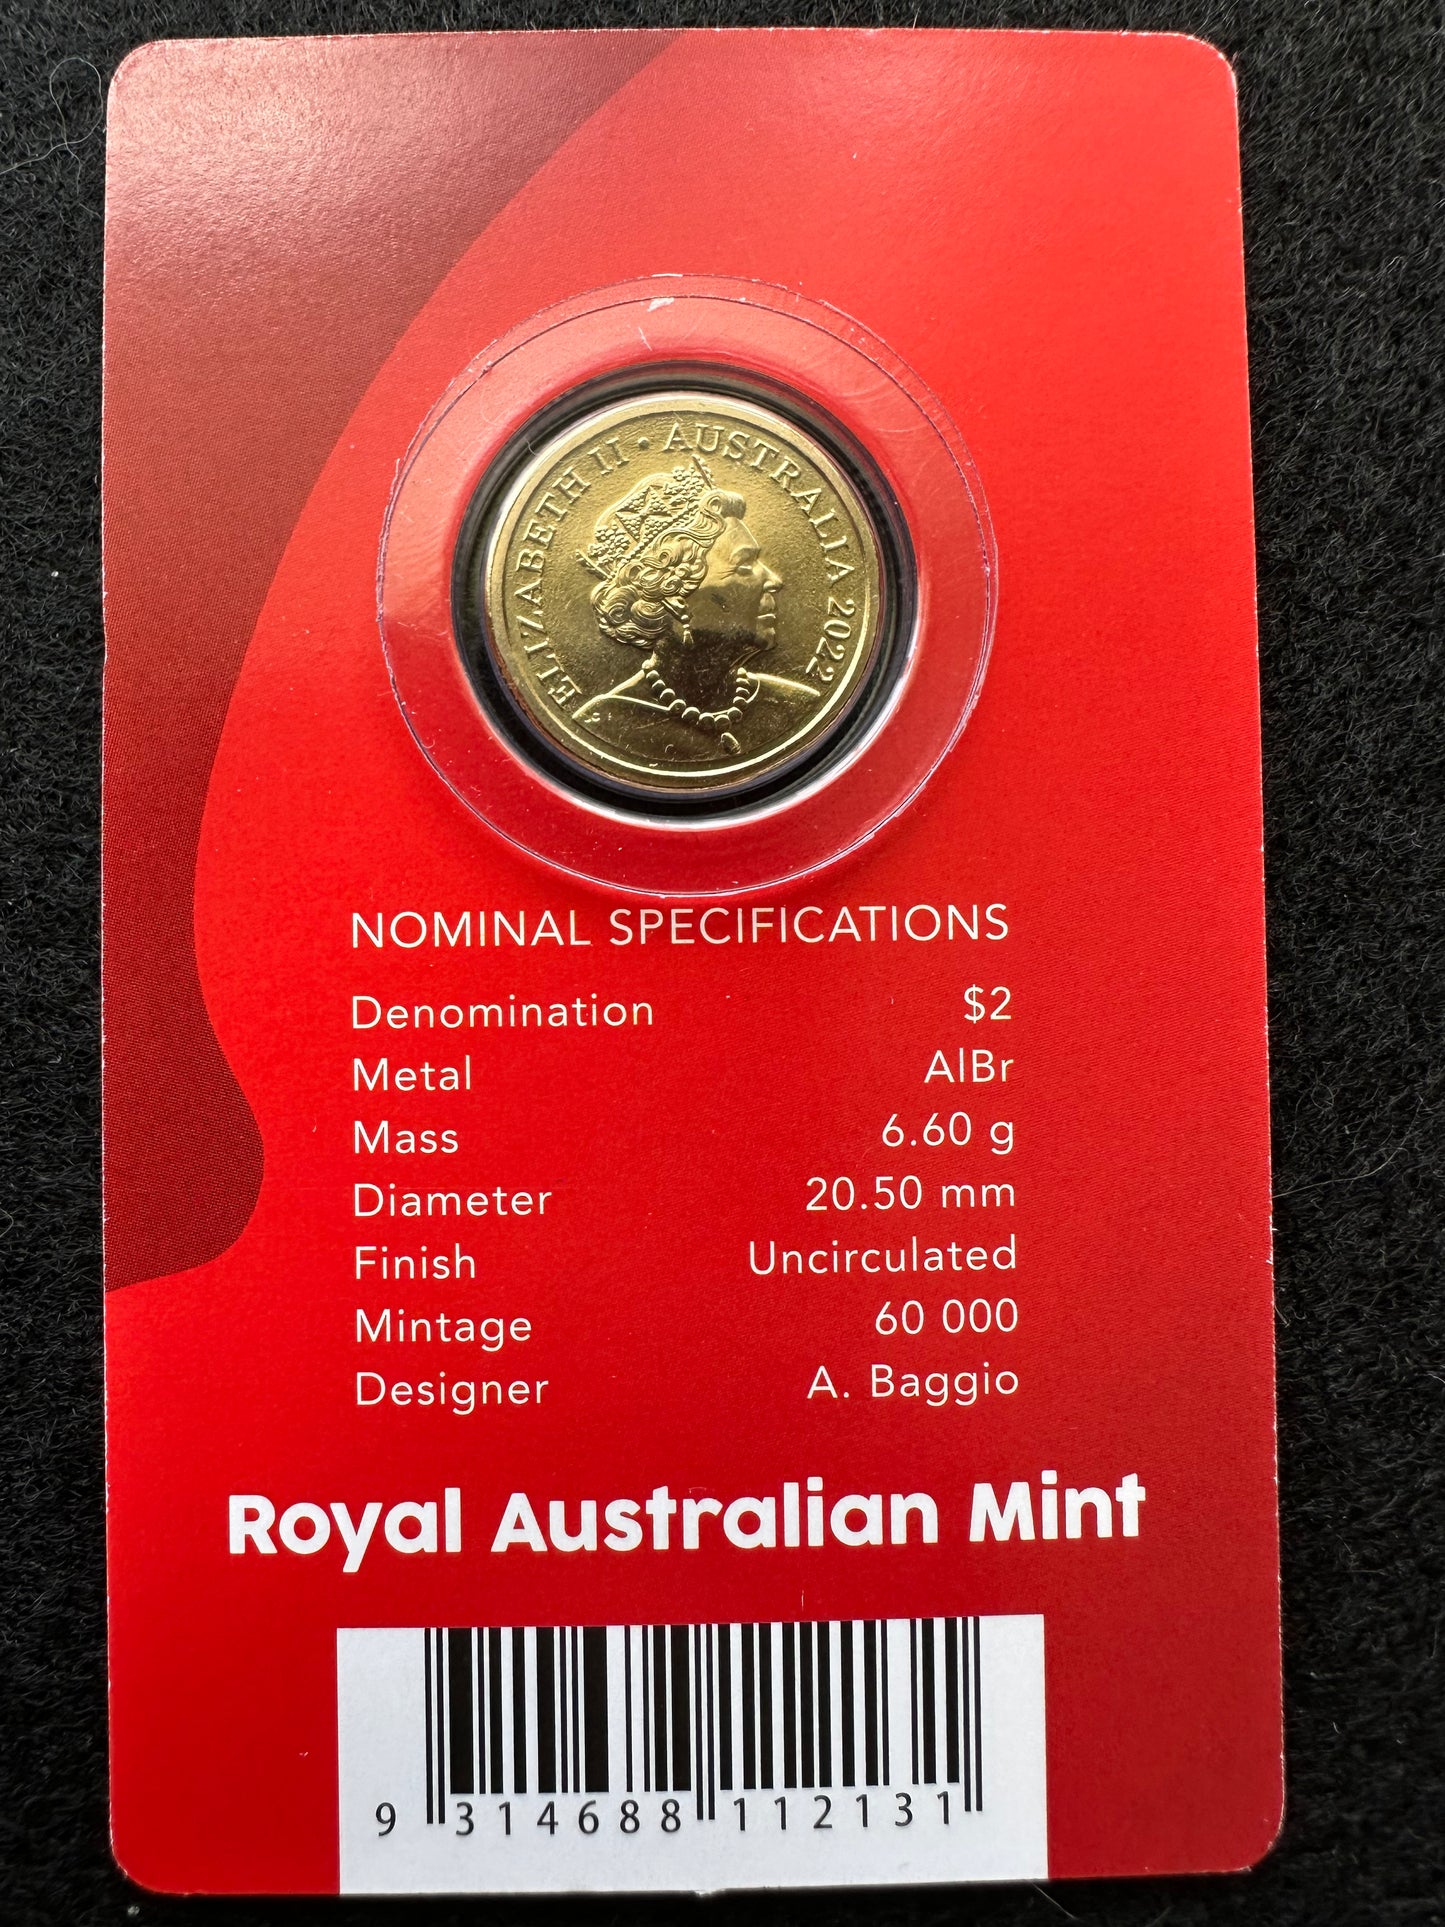 ELIZABETH II • AUSTRALIA 2022
NOMINAL SPECIFICATIONS
Denomination $2
Metal AlBr
Mass 6.60 g
Diameter 20.50 mm
Finish Uncirculated
Mintage 60 000
Designer A. Baggio
Royal Australian Mint
9 314688 112131